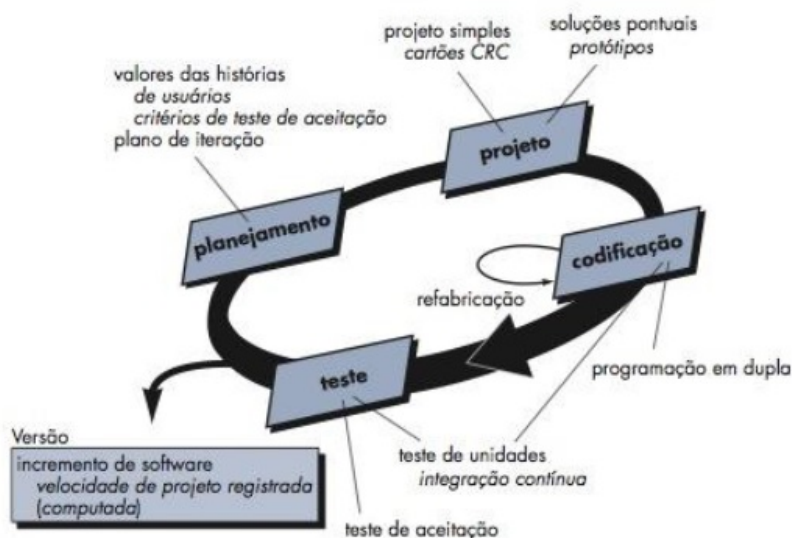 projeto simples
cartões CRC
soluções pontuais
protótipos
valores das histórias
de usuários
critérios de teste de aceitação
plano de iteração
projeto
planejamento
codificação
refabricação
programação em dupla
teste
teste de unidades
integração contínua
teste de aceitação
Versão
incremento de software
velocidade de projeto registrada
(computada)